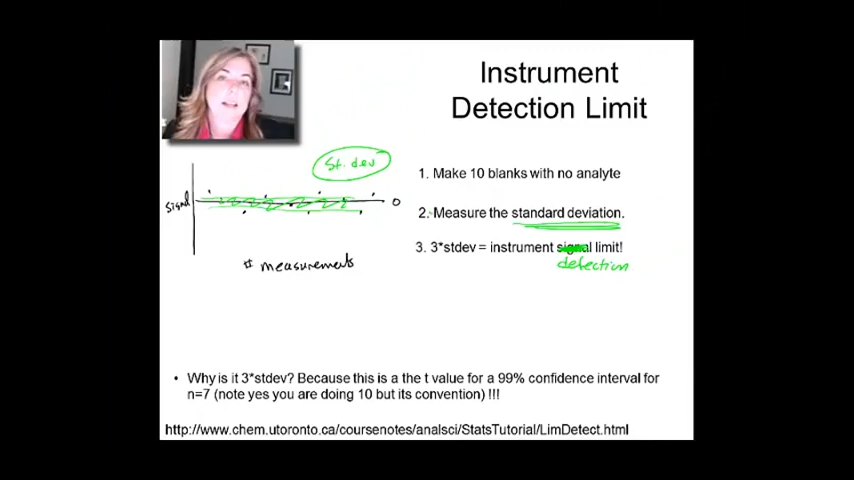 Instrument
Detection Limit
St. dev
1. Make 10 blanks with no analyte
signal
0
2. Measure the standard deviation.
3. 3*stdev = instrument signal limit!
detection
# measurements
• Why is it 3*stdev? Because this is a the t value for a 99% confidence interval for
n=7 (note yes you are doing 10 but its convention) !!!
http://www.chem.utoronto.ca/coursenotes/analsci/StatsTutorial/LimDetect.html